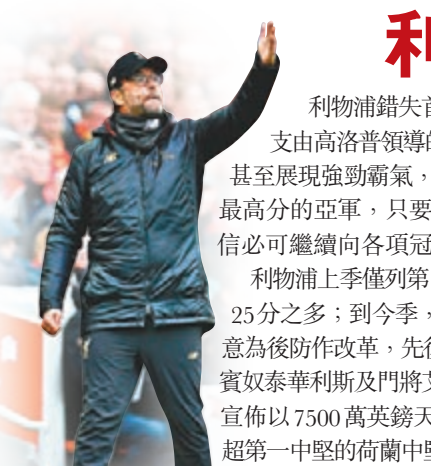 利
利物浦錯失首
支由高洛普領導的
甚至展現強勁霸氣，
最高分的亞軍，只要
信必可繼續向各項冠
利物浦上季僅列第
25分之多；到今季，
意為後防作改革，先後
賓奴泰華利斯及門將艾
宣佈以7500萬英鎊天
超第一中堅的荷蘭中堅